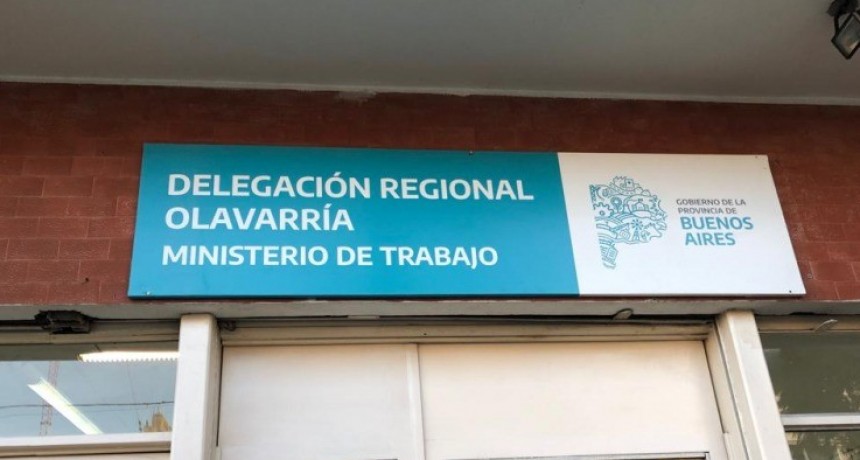 DELEGACIÓN REGIONAL
OLAVARRÍA
MINISTERIO DE TRABAJO
GOBIERNO DE LA
PROVINCIA DE
BUENOS
AIRES